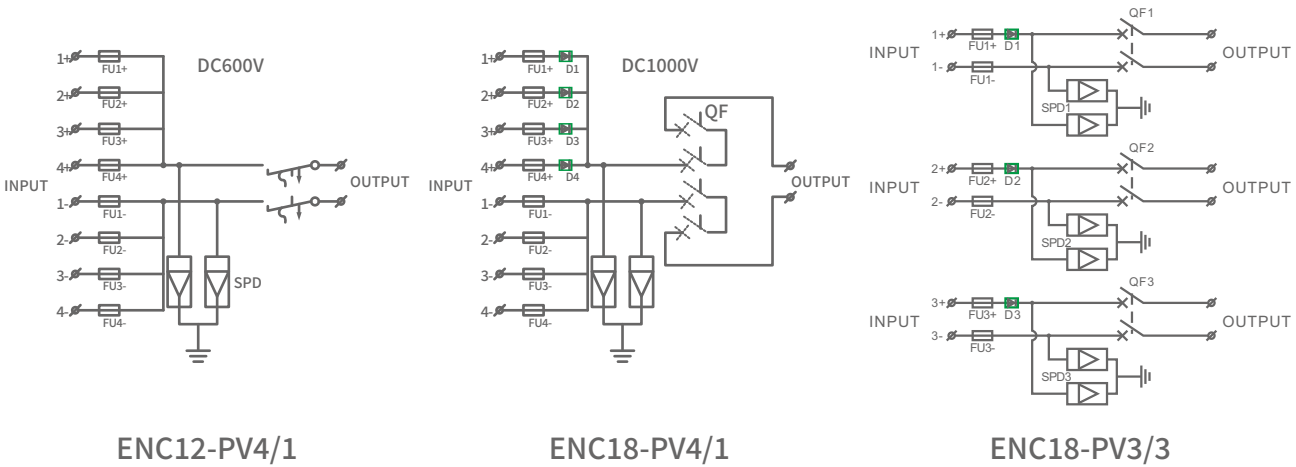 DC600V
1+
FU1+
2+
FU2+
3+
FU3+
4+
FU4+
INPUT
OUTPUT
1-
FU1-
2-
FU2-
3-
FU3-
SPD
4-
FU4-
ENC12-PV4/1
DC1000V
1+
FU1+ D1
2+
FU2+ D2
QF
3+
FU3+ D3
4+
FU4+ D4
INPUT
OUTPUT
1-
FU1-
2-
FU2-
3-
FU3-
4-
FU4-
ENC18-PV4/1
QF1
1+
FU1+ D1
INPUT
OUTPUT
1-
FU1-
SPD1
QF2
2+
FU2+ D2
INPUT
OUTPUT
2-
FU2-
SPD2
QF3
3+
FU3+ D3
INPUT
OUTPUT
3-
FU3-
SPD3
ENC18-PV3/3